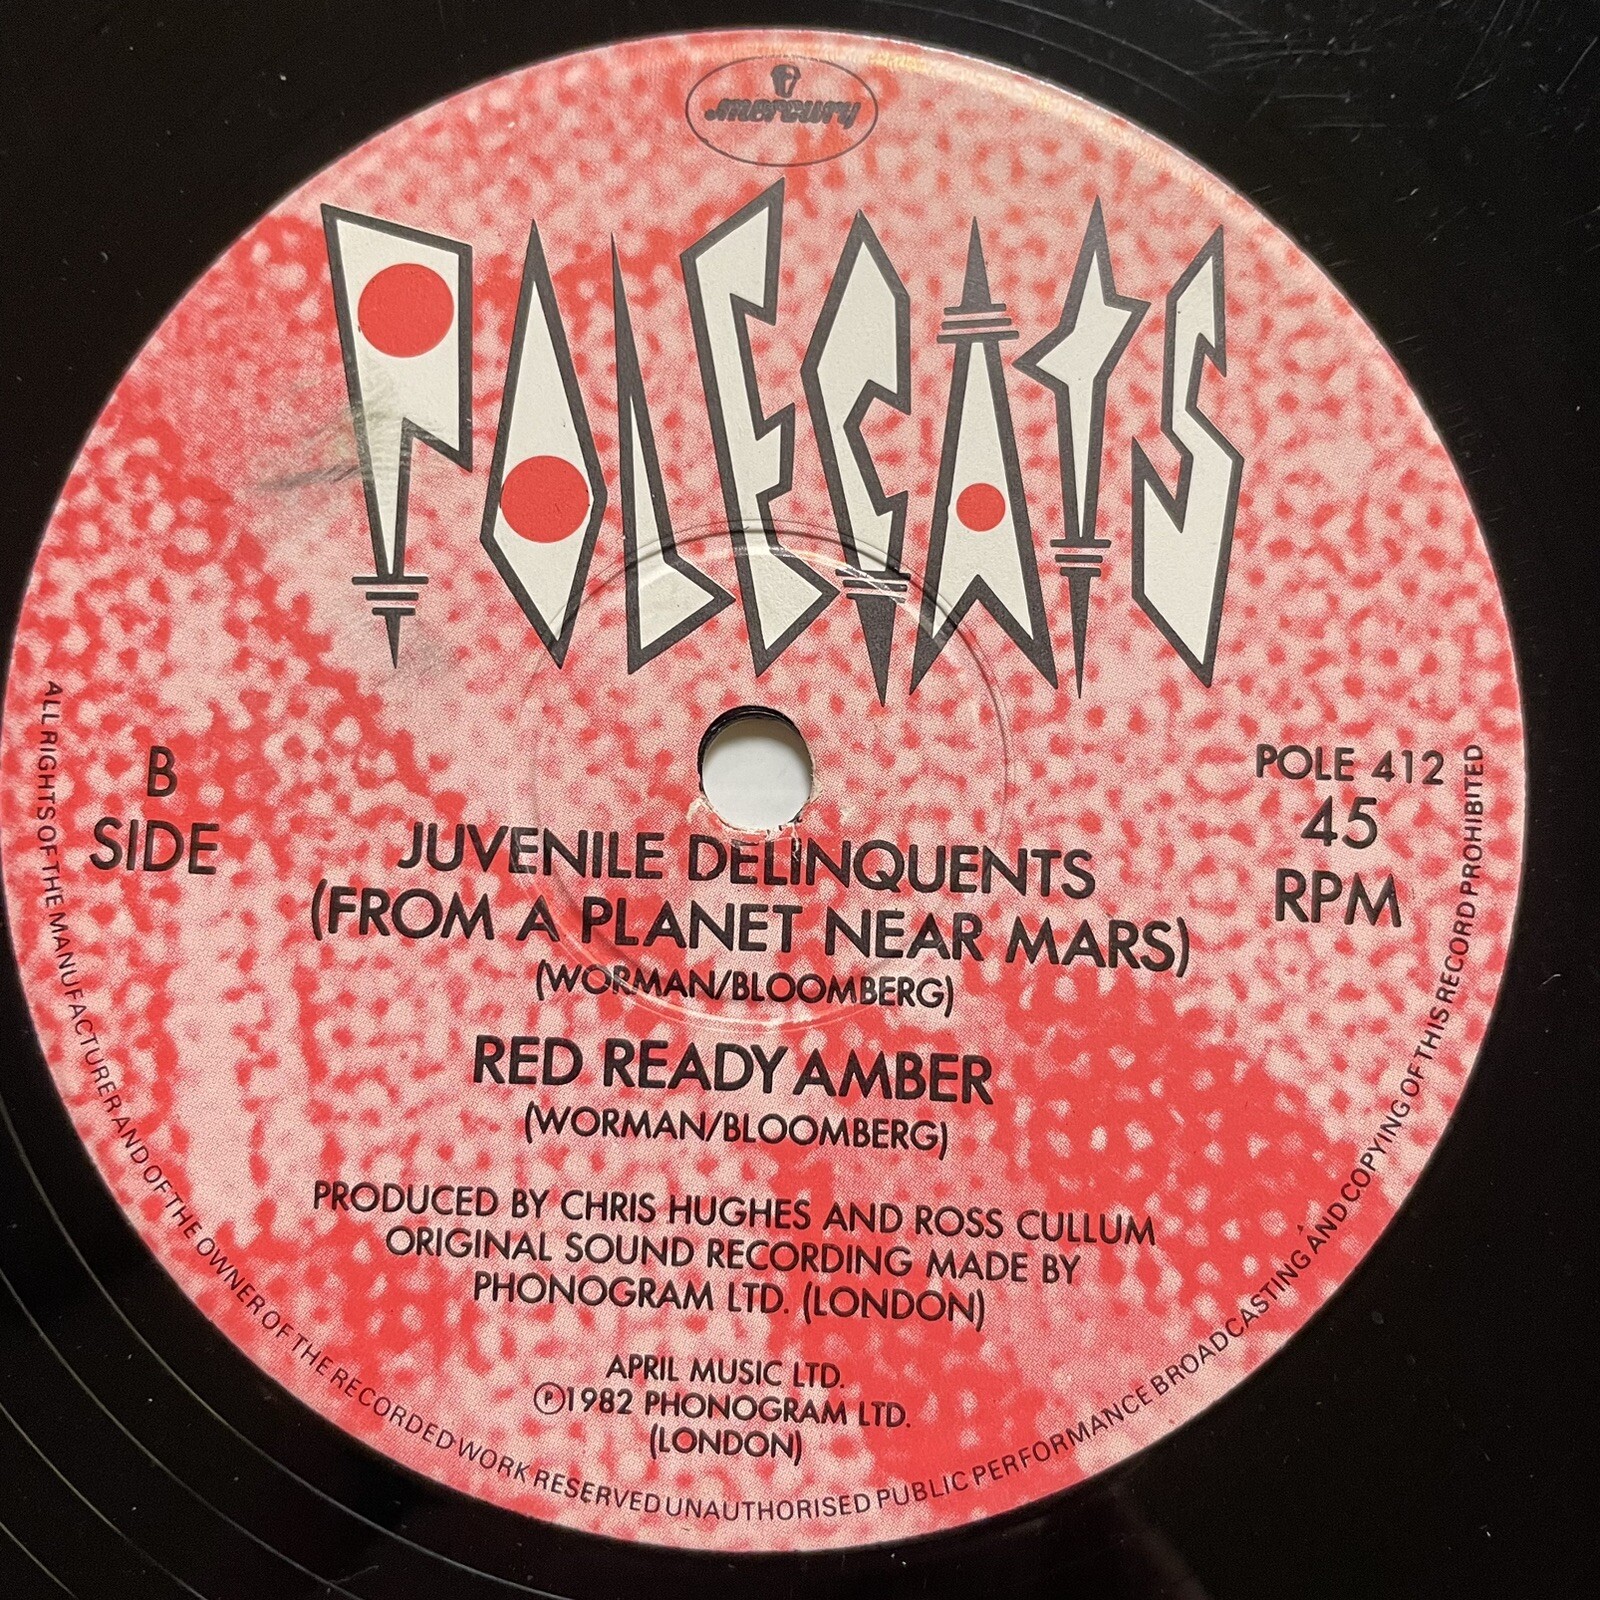 mercury
POLECATS
B
SIDE
POLE 412
45
RPM
JUVENILE DELINQUENTS
(FROM A PLANET NEAR MARS)
(WORMAN/BLOOMBERG)
RED READY AMBER
(WORMAN/BLOOMBERG)
PRODUCED BY CHRIS HUGHES AND ROSS CULLUM
ORIGINAL SOUND RECORDING MADE BY
PHONOGRAM LTD. (LONDON)
APRIL MUSIC LTD.
Ⓟ1982 PHONOGRAM LTD.
(LONDON)
ALL RIGHTS OF THE MANUFACTURER AND OF THE OWNER OF THE RECORDED WORK RESERVED UNAUTHORISED PUBLIC PERFORMANCE BROADCASTING AND COPYING OF THIS RECORD PROHIBITED